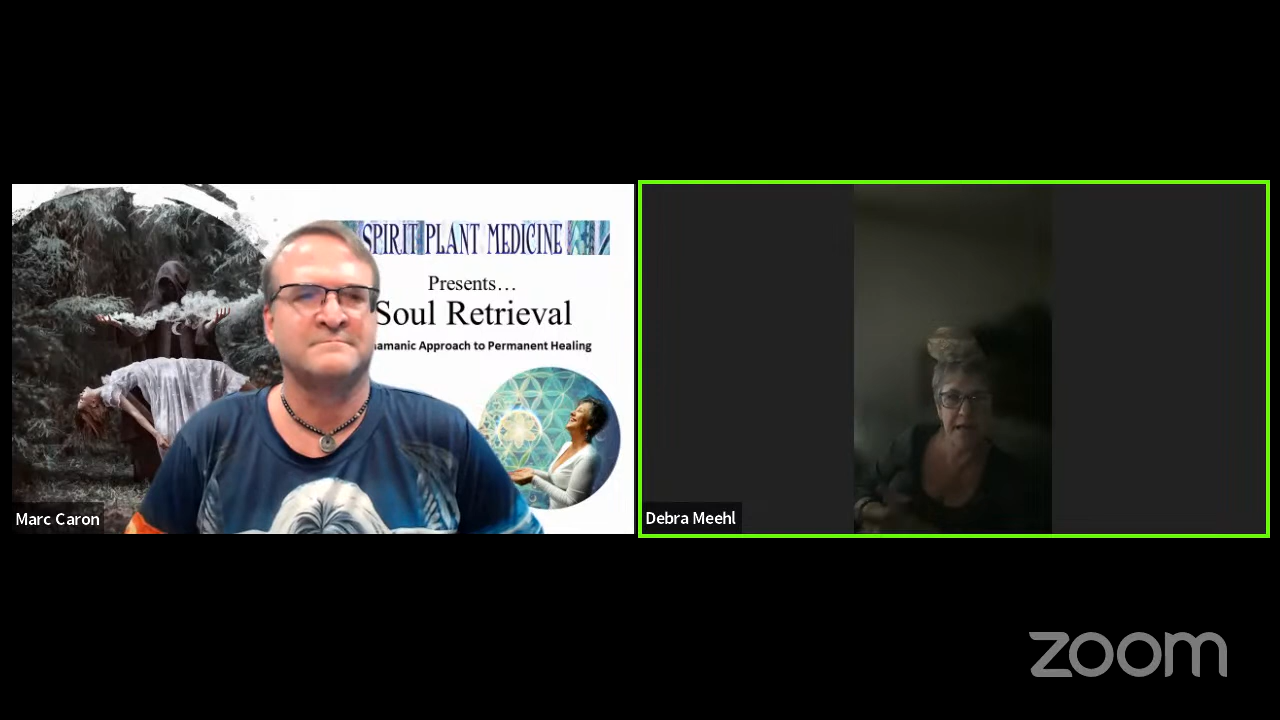 SPIRIT PLANT MEDICINE
Presents…
Soul Retrieval
amanic Approach to Permanent Healing
Marc Caron
Debra Meehl
zoom